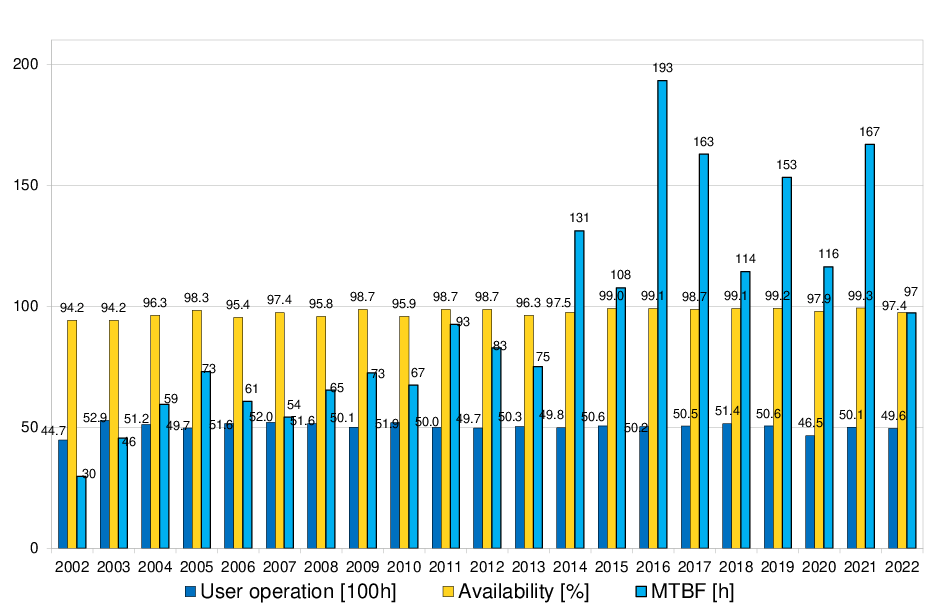 200
150
100
50
0
193
167
163
153
131
116
114
108
94.2 94.2 96.3 98.3 95.4 97.4 95.8 98.7 95.9 98.7 98.7 96.3 97.5 99.0 99.1 98.7 99.1 99.2 97.9 99.3 97.4 97
30 46 59 73 61 54 65 73 67 93 83 75
44.7 52.9 51.2 49.7 51.6 52.0 51.6 50.1 51.9 50.0 49.7 50.3 49.8 50.6 50.2 50.5 51.4 50.6 46.5 50.1 49.6
2002 2003 2004 2005 2006 2007 2008 2009 2010 2011 2012 2013 2014 2015 2016 2017 2018 2019 2020 2021 2022
User operation [100h] Availability [%] MTBF [h]